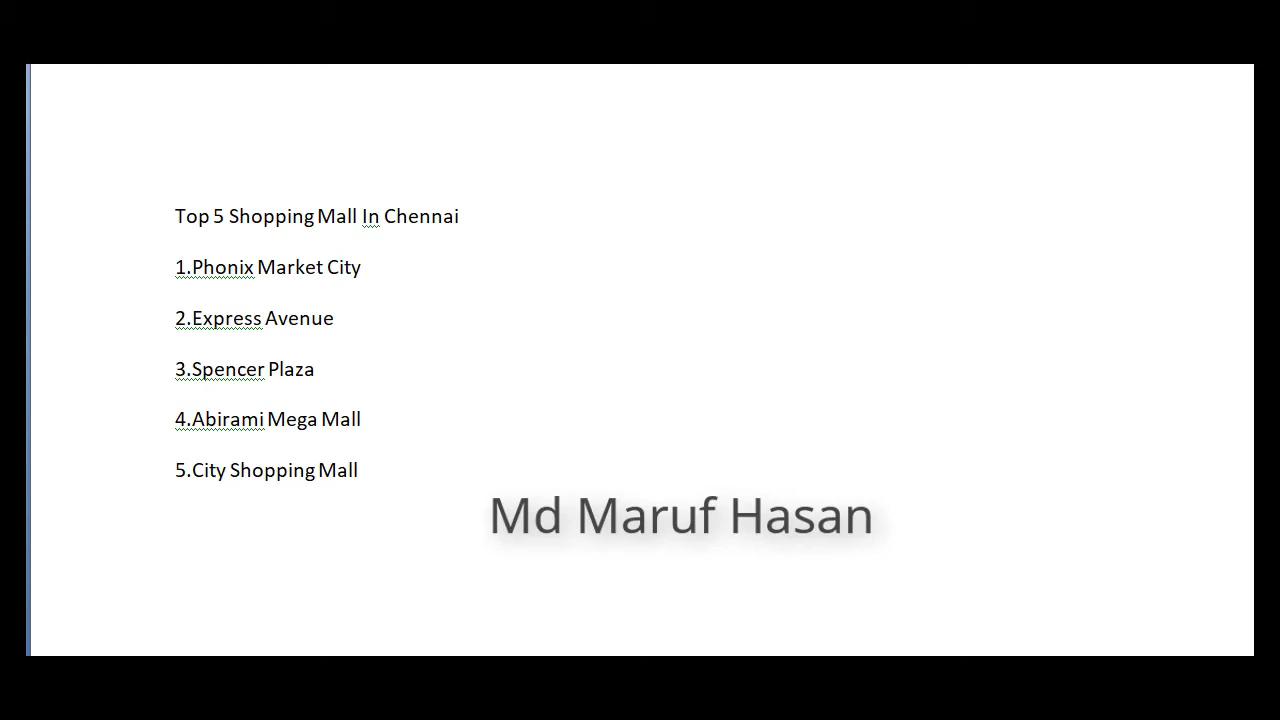 Top 5 Shopping Mall In Chennai
1.Phonix Market City
2.Express Avenue
3.Spencer Plaza
4.Abirami Mega Mall
5.City Shopping Mall
Md Maruf Hasan